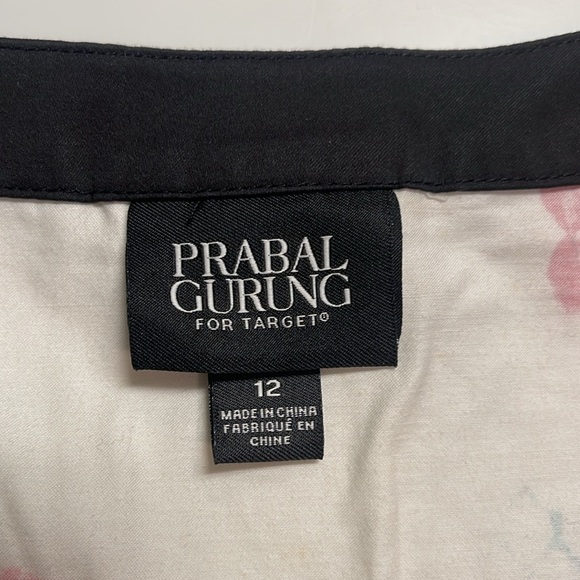 PRABAL
GURUNG
FOR TARGET®
12
MADE IN CHINA
FABRIQUÉ EN
CHINE